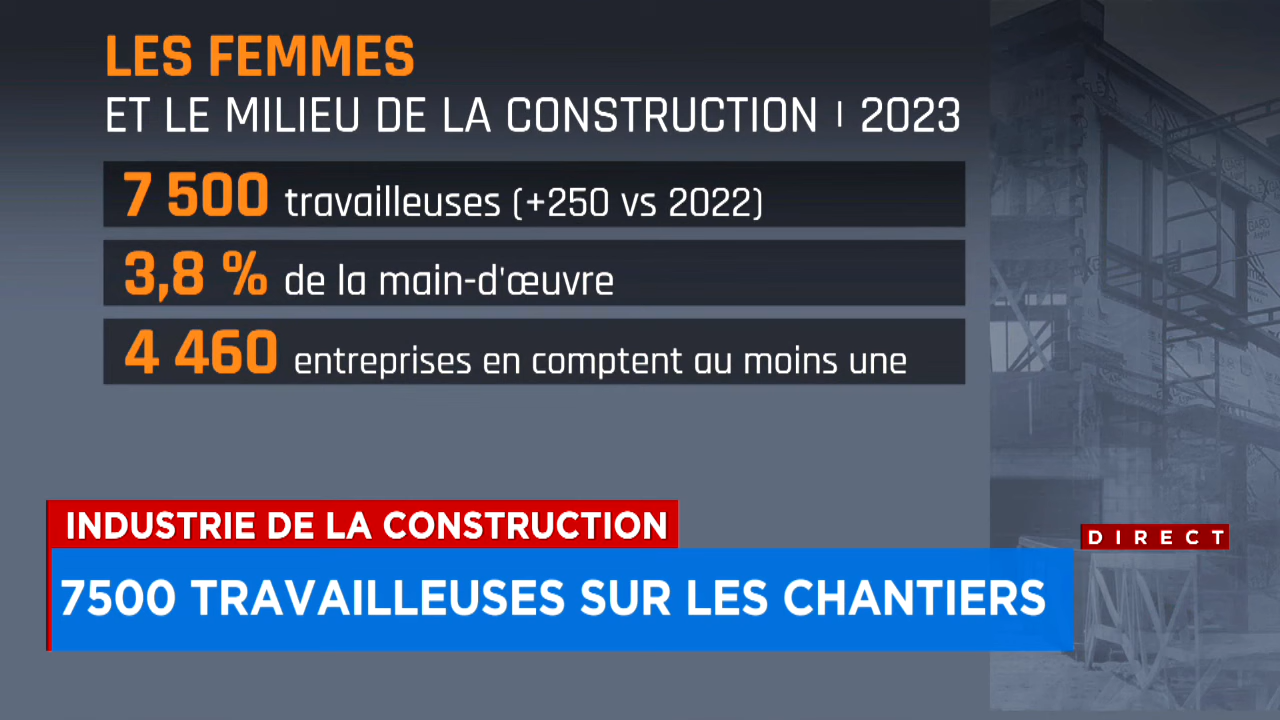 LES FEMMES
ET LE MILIEU DE LA CONSTRUCTION | 2023
7 500 travailleuses (+250 vs 2022)
3,8 % de la main-d'œuvre
4 460 entreprises en comptent au moins une
INDUSTRIE DE LA CONSTRUCTION
DIRECT
7500 TRAVAILLEUSES SUR LES CHANTIERS